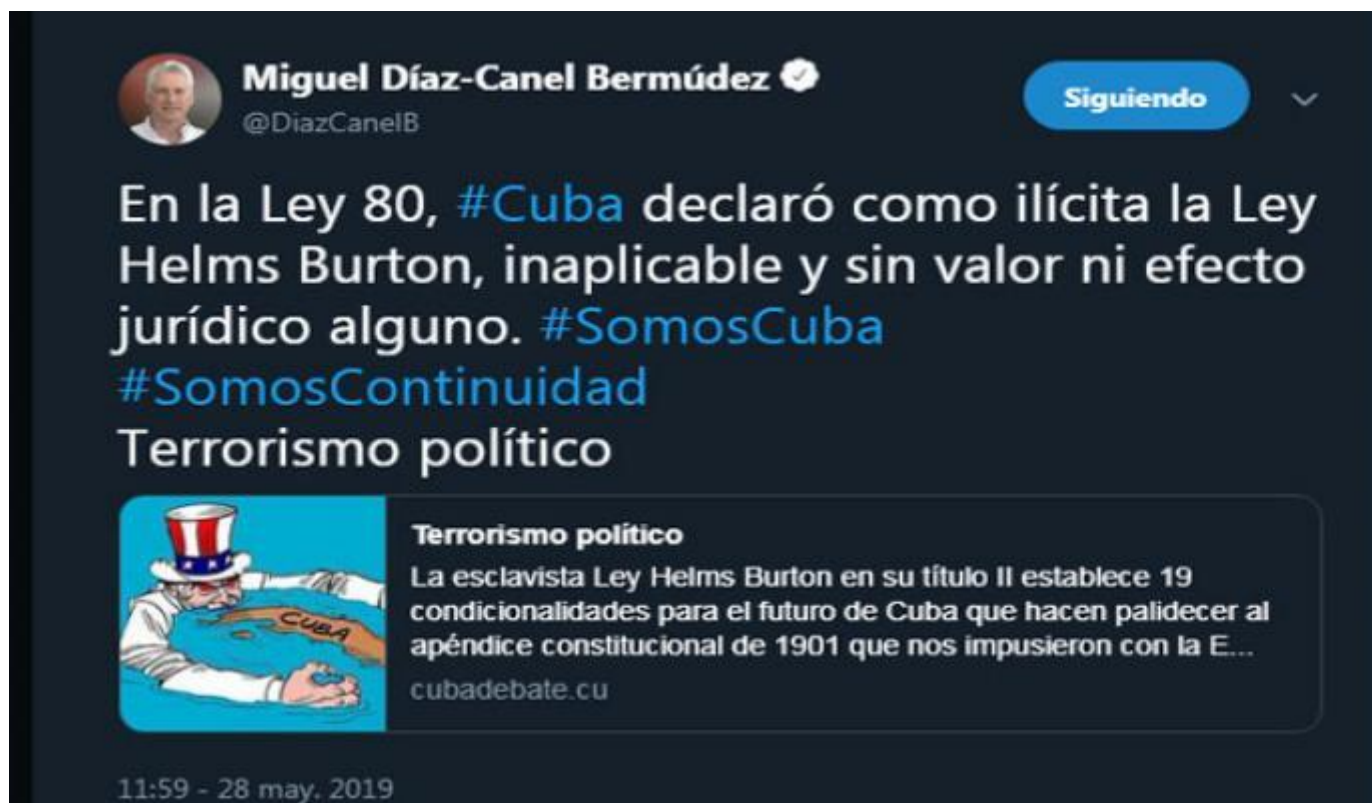 Miguel Díaz-Canel Bermúdez
@DiazCanelB
Siguiendo
En la Ley 80, #Cuba declaró como ilícita la Ley
Helms Burton, inaplicable y sin valor ni efecto
jurídico alguno. #SomosCuba
#SomosContinuidad
Terrorismo político
CUBA
Terrorismo político
La esclavista Ley Helms Burton en su título II establece 19
condicionalidades para el futuro de Cuba que hacen palidecer al
apéndice constitucional de 1901 que nos impusieron con la E...
cubadebate.cu
11:59 - 28 may. 2019